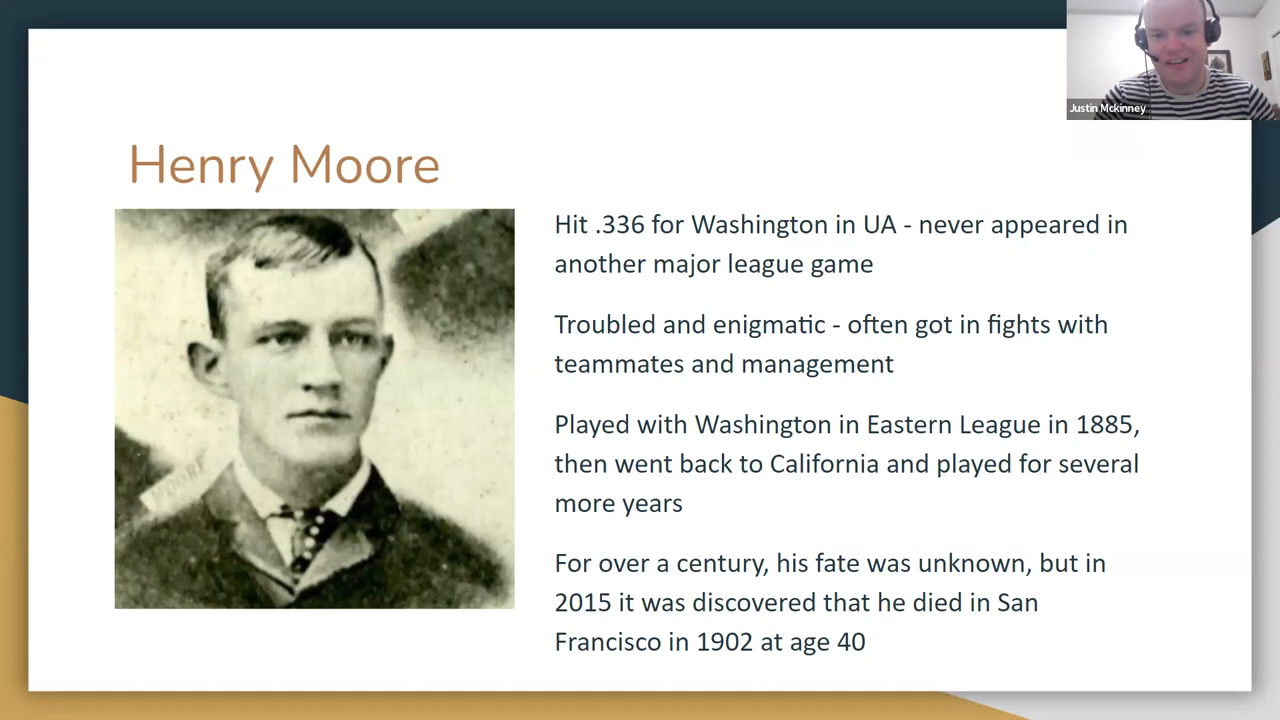 Justin Mckinney
Henry Moore
Hit .336 for Washington in UA - never appeared in
another major league game
Troubled and enigmatic - often got in fights with
teammates and management
Played with Washington in Eastern League in 1885,
then went back to California and played for several
more years
For over a century, his fate was unknown, but in
2015 it was discovered that he died in San
Francisco in 1902 at age 40
MOORE